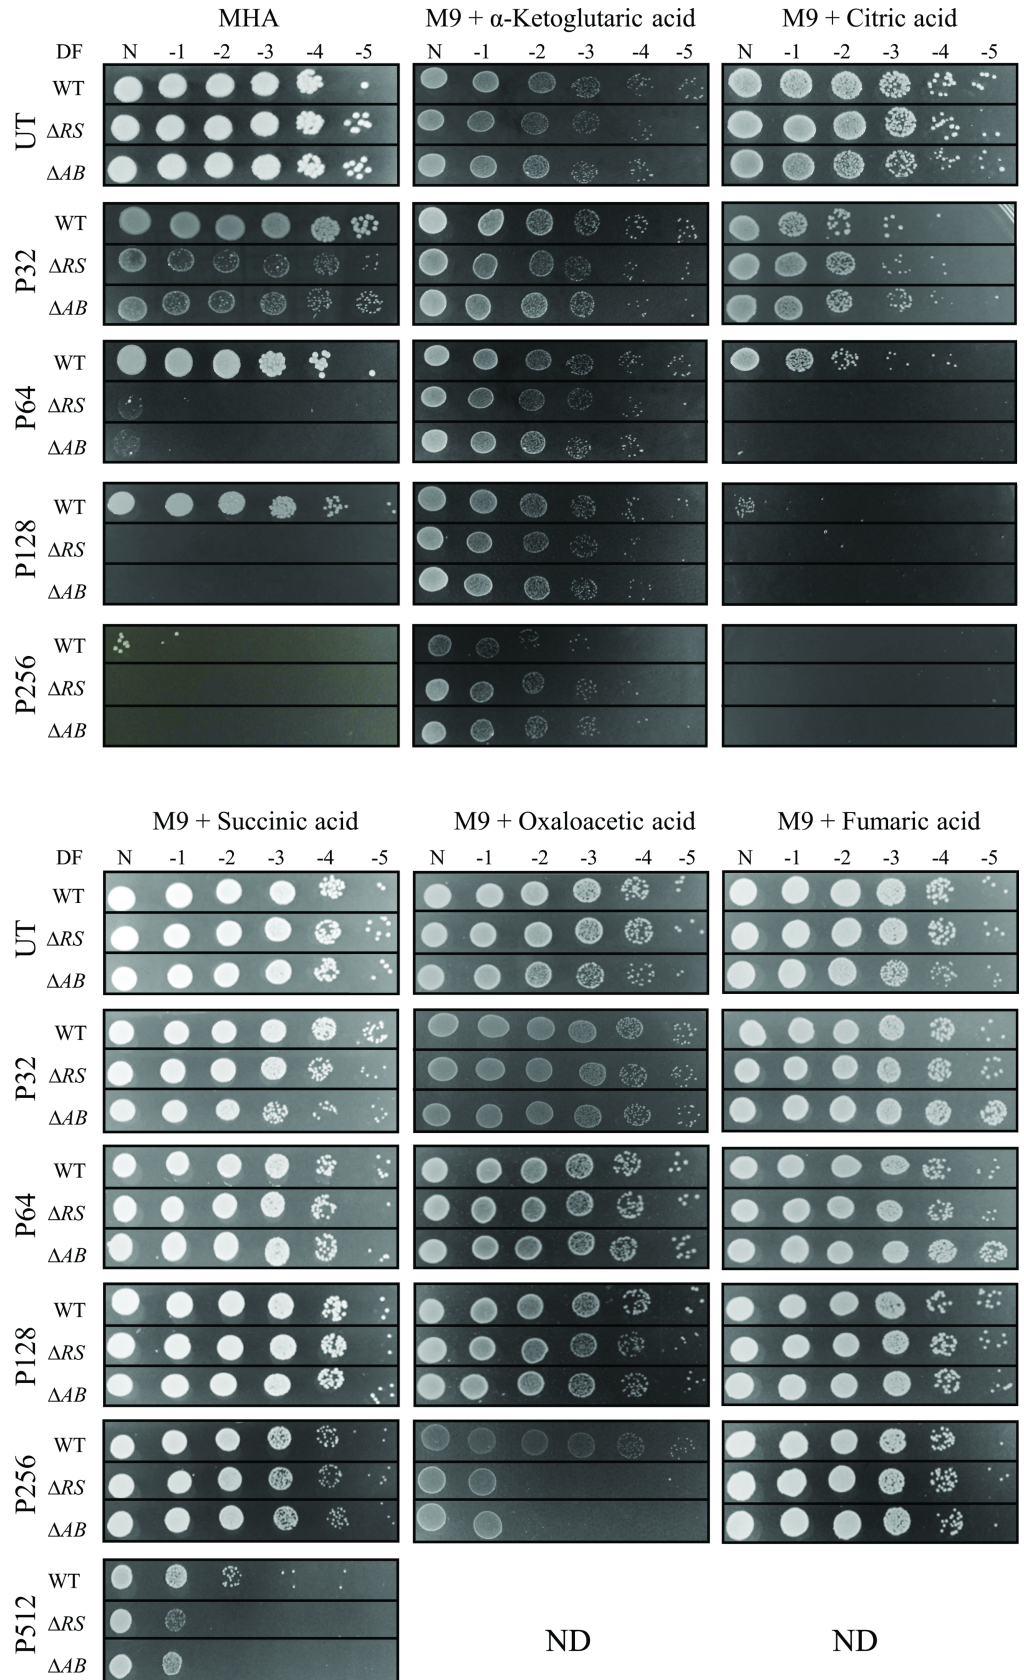 MHA M9 + α-Ketoglutaric acid M9 + Citric acid
DF N -1 -2 -3 -4 -5 N -1 -2 -3 -4 -5 N -1 -2 -3 -4 -5
UT
WT
ΔRS
ΔAB
P32
WT
ΔRS
ΔAB
P64
WT
ΔRS
ΔAB
P128
WT
ΔRS
ΔAB
P256
WT
ΔRS
ΔAB
M9 + Succinic acid M9 + Oxaloacetic acid M9 + Fumaric acid
DF N -1 -2 -3 -4 -5 N -1 -2 -3 -4 -5 N -1 -2 -3 -4 -5
UT
WT
ΔRS
ΔAB
P32
WT
ΔRS
ΔAB
P64
WT
ΔRS
ΔAB
P128
WT
ΔRS
ΔAB
P256
WT
ΔRS
ΔAB
P512
WT
ΔRS
ΔAB
ND ND